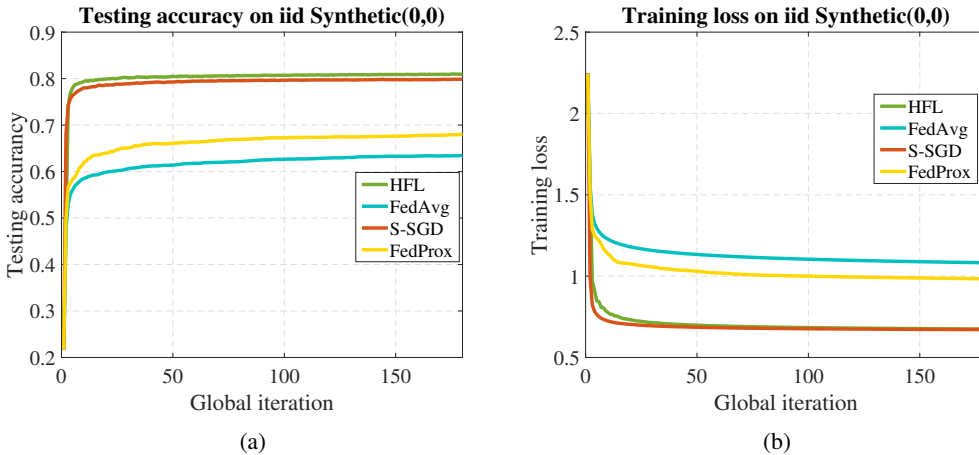 Testing accuracy on iid Synthetic(0,0)
0.9
0.8
0.7
0.6
0.5
0.4
0.3
0.2
Testing accurancy
HFL
FedAvg
S-SGD
FedProx
0 50 100 150
Global iteration
(a)
Training loss on iid Synthetic(0,0)
2.5
2
1.5
1
0.5
Training loss
HFL
FedAvg
S-SGD
FedProx
0 50 100 150
Global iteration
(b)